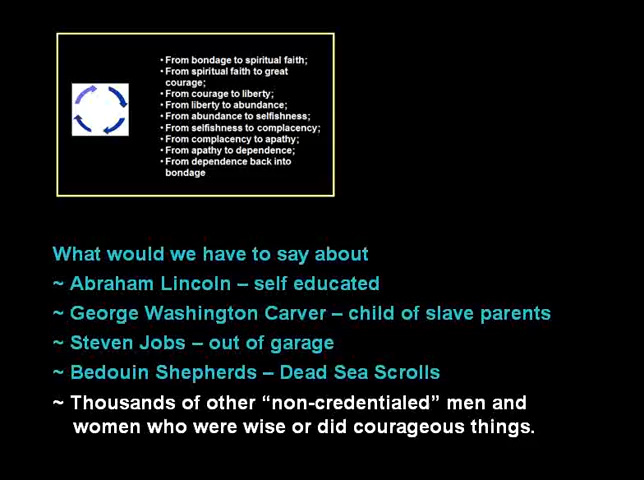 • From bondage to spiritual faith;
• From spiritual faith to great
courage;
• From courage to liberty;
• From liberty to abundance;
• From abundance to selfishness;
• From selfishness to complacency;
• From complacency to apathy;
• From apathy to dependence;
• From dependence back into
bondage
What would we have to say about
~ Abraham Lincoln – self educated
~ George Washington Carver – child of slave parents
~ Steven Jobs – out of garage
~ Bedouin Shepherds – Dead Sea Scrolls
~ Thousands of other “non-credentialed” men and
women who were wise or did courageous things.